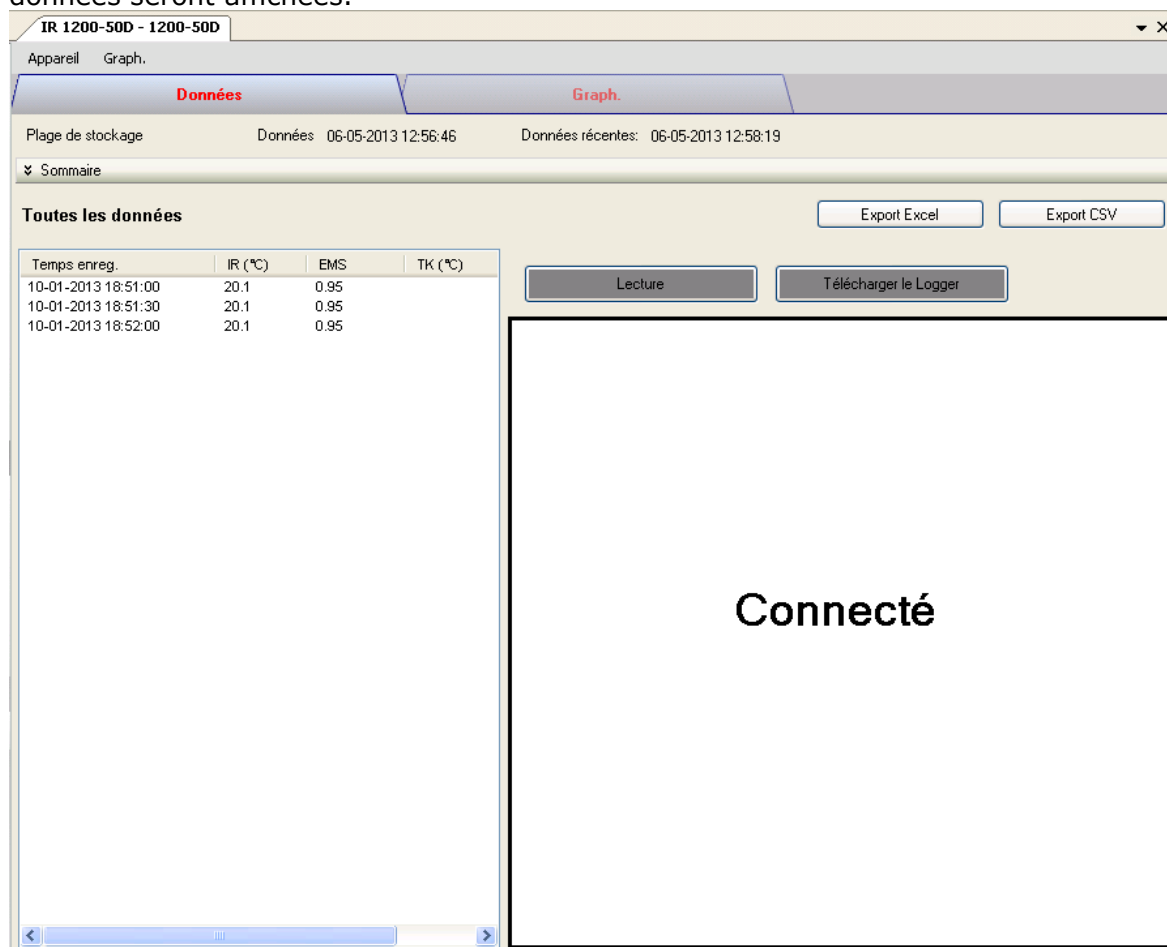 données seront affichées.
IR 1200-50D - 1200-50D
Appareil Graph.
Données Graph.
Plage de stockage Données 06-05-2013 12:56:46 Données récentes: 06-05-2013 12:58:19
Sommaire
Toutes les données Export Excel Export CSV
Temps enreg. IR (℃) EMS TK (℃)
10-01-2013 18:51:00 20.1 0.95
10-01-2013 18:51:30 20.1 0.95
10-01-2013 18:52:00 20.1 0.95
Lecture Télécharger le Logger
Connecté